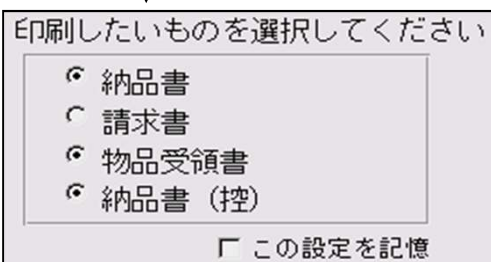 印刷したいものを選択してください
納品書
請求書
物品受領書
納品書（控）
この設定を記憶